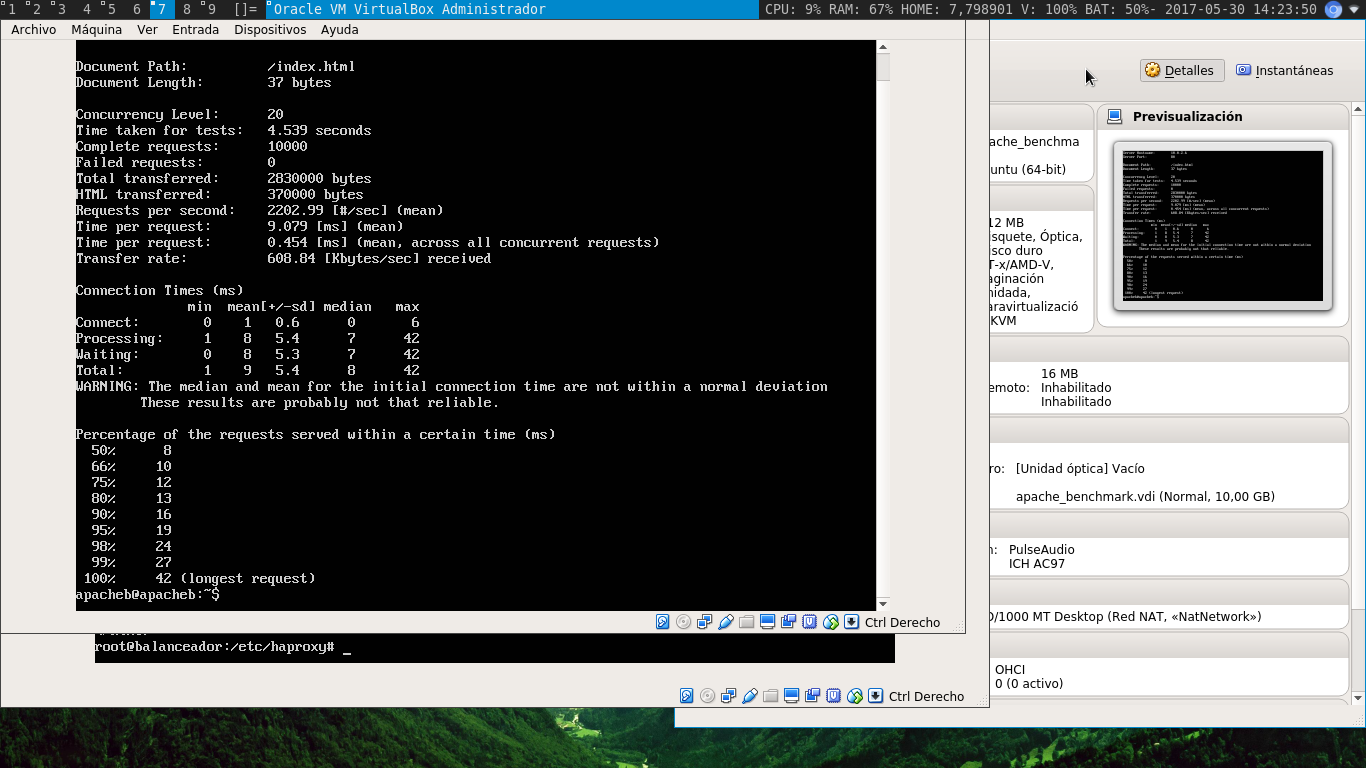 1 2 3 4 5 6 7 8 9 []= Oracle VM VirtualBox Administrador CPU: 9% RAM: 67% HOME: 7,798901 V: 100% BAT: 50%- 2017-05-30 14:23:50
Archivo Máquina Ver Entrada Dispositivos Ayuda
Document Path: /index.html
Document Length: 37 bytes
Concurrency Level: 20
Time taken for tests: 4.539 seconds
Complete requests: 10000
Failed requests: 0
Total transferred: 2830000 bytes
HTML transferred: 370000 bytes
Requests per second: 2202.99 [#/sec] (mean)
Time per request: 9.079 [ms] (mean)
Time per request: 0.454 [ms] (mean, across all concurrent requests)
Transfer rate: 608.84 [Kbytes/sec] received
Connection Times (ms)
min mean[+/-sd] median max
Connect: 0 1 0.6 0 6
Processing: 1 8 5.4 7 42
Waiting: 0 8 5.3 7 42
Total: 1 9 5.4 8 42
WARNING: The median and mean for the initial connection time are not within a normal deviation
These results are probably not that reliable.
Percentage of the requests served within a certain time (ms)
50% 8
66% 10
75% 12
80% 13
90% 16
95% 19
98% 24
99% 27
100% 42 (longest request)
apacheb@apacheb:~$
Ctrl Derecho
root@balanceador:/etc/haproxy# _
Ctrl Derecho
Detalles Instantáneas
ache_benchma
untu (64-bit)
Previsualización
12 MB
squete, Óptica,
sco duro
T-x/AMD-V,
aginación
nidada,
aravirtualizació
KVM
16 MB
emoto: Inhabilitado
Inhabilitado
ro: [Unidad óptica] Vacío
apache_benchmark.vdi (Normal, 10,00 GB)
n: PulseAudio
ICH AC97
0/1000 MT Desktop (Red NAT, «NatNetwork»)
OHCI
0 (0 activo)